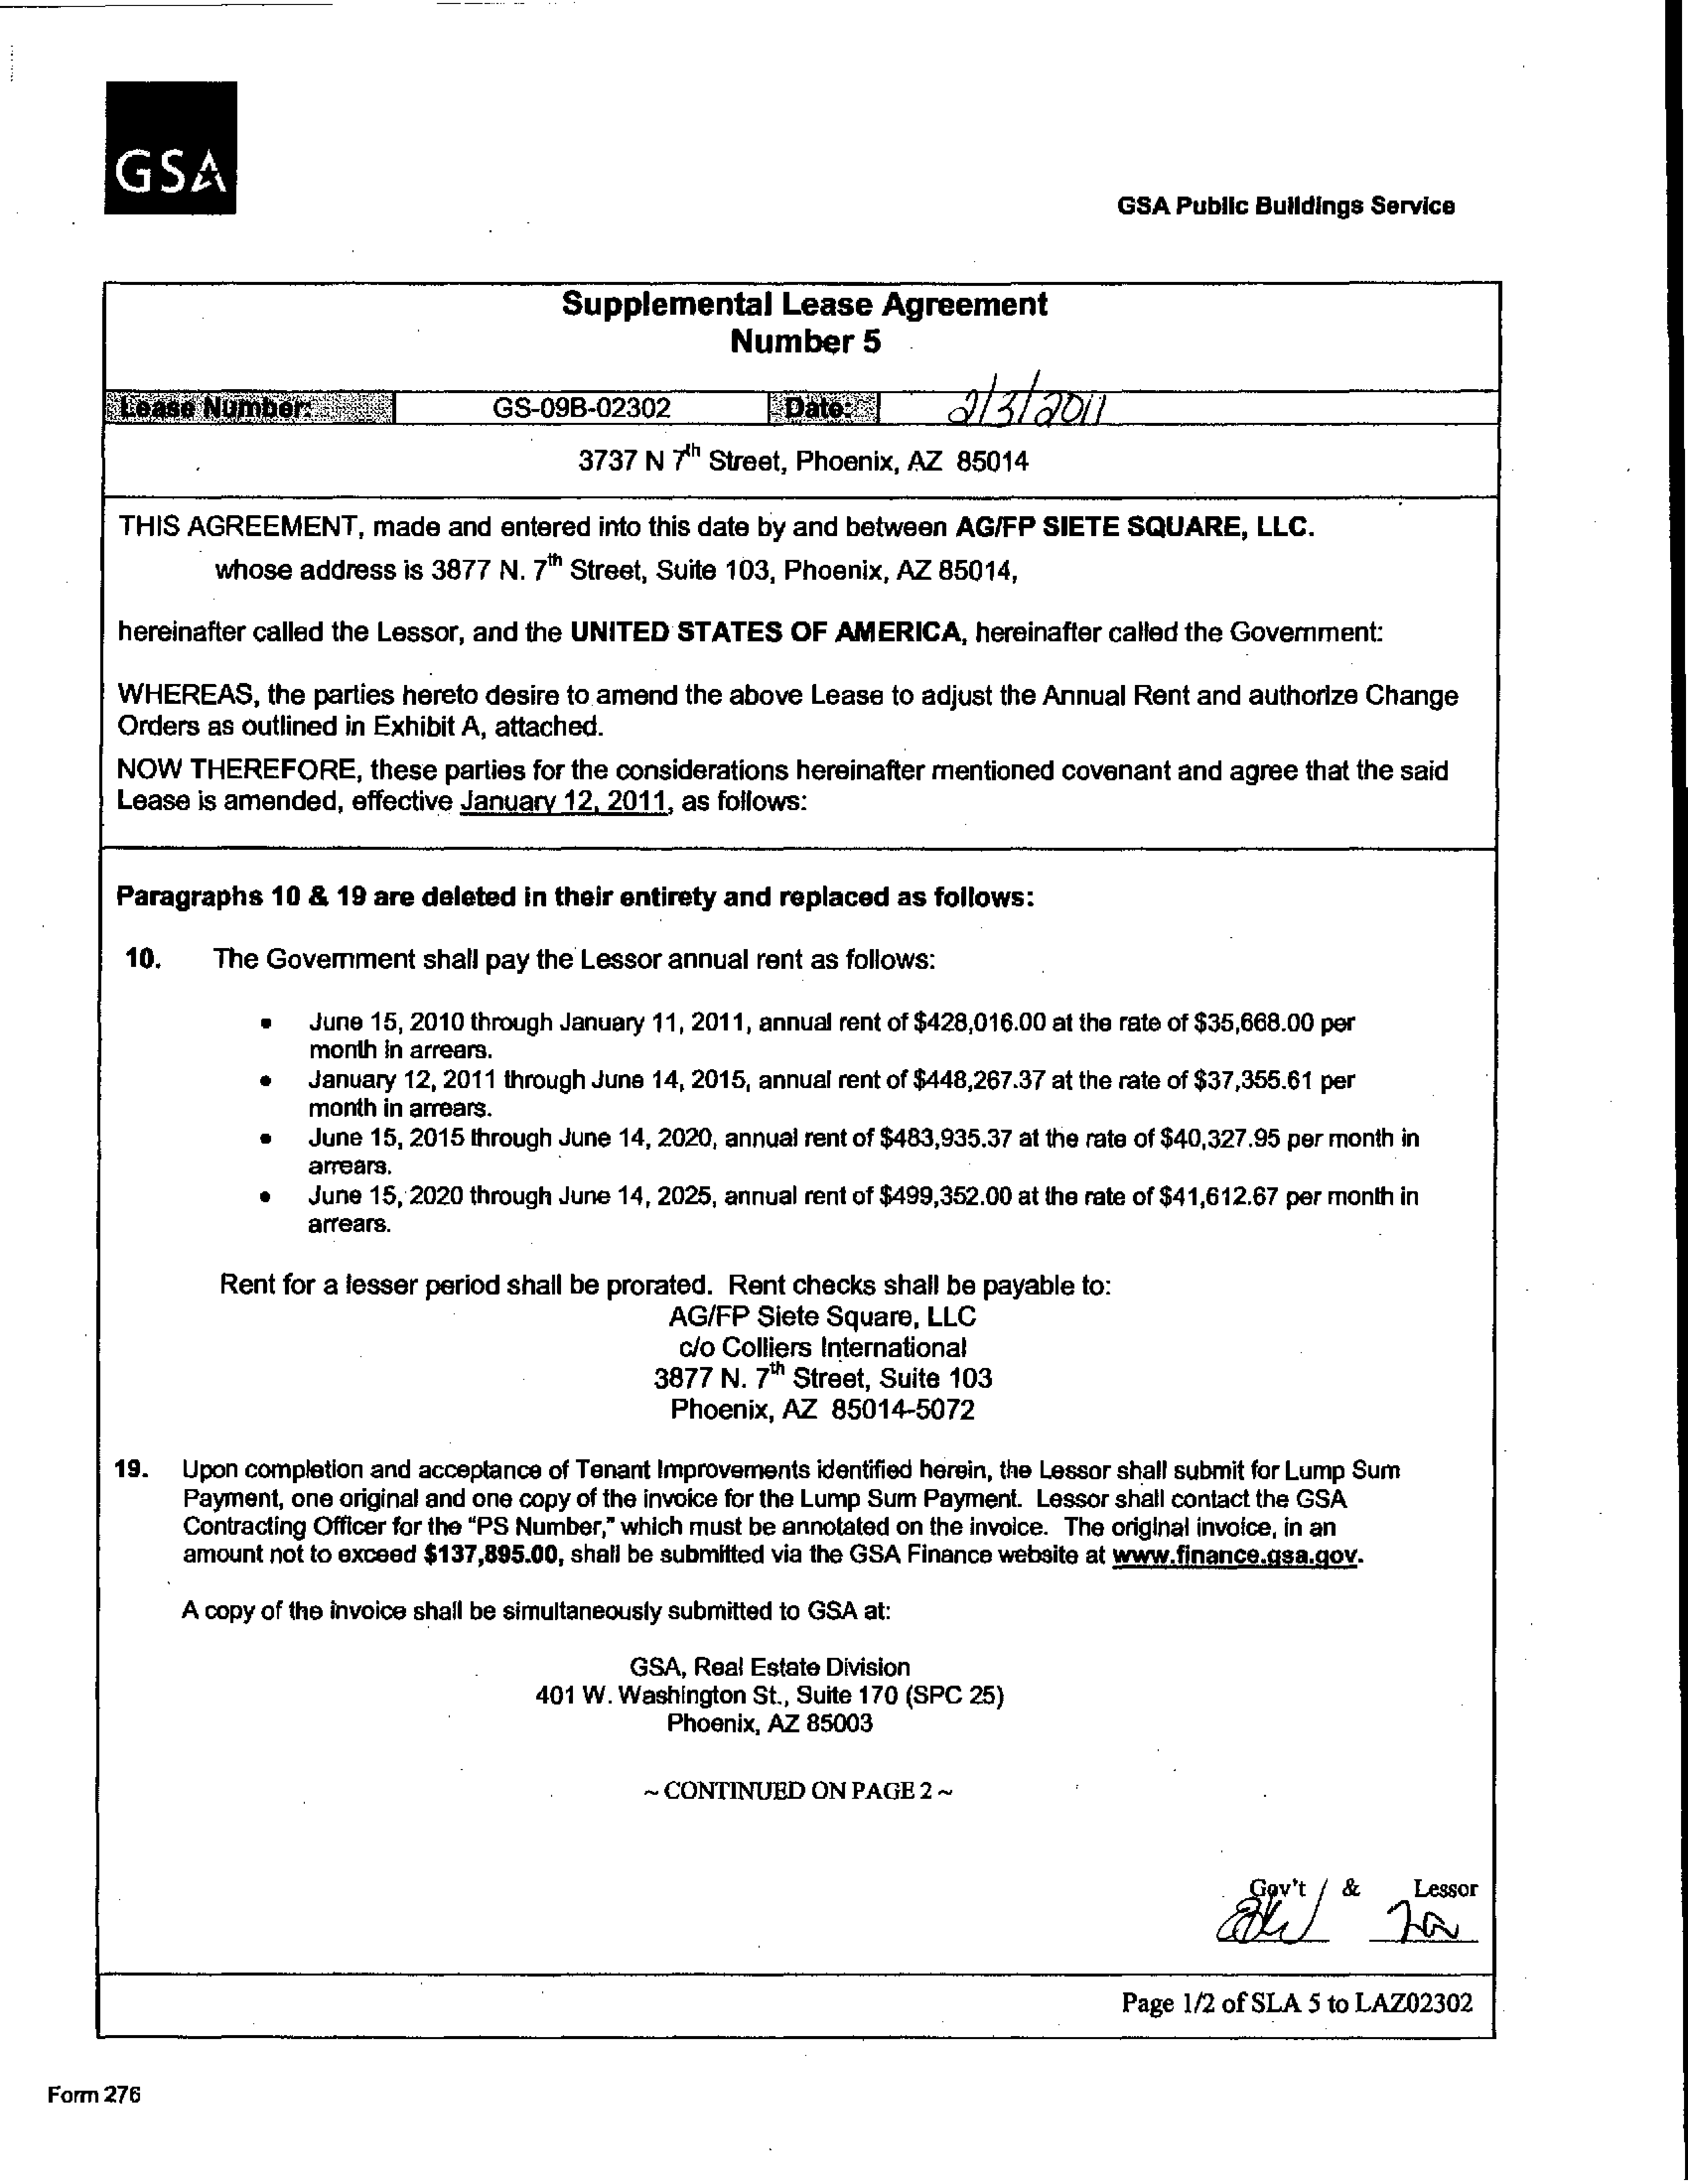 GSA
GSA Public Buildings Service
Supplemental Lease Agreement
Number 5
Lease Number: GS-09B-02302 Date: 2/3/2011
3737 N 7th Street, Phoenix, AZ 85014
THIS AGREEMENT, made and entered into this date by and between AG/FP SIETE SQUARE, LLC.
whose address is 3877 N. 7th Street, Suite 103, Phoenix, AZ 85014,
hereinafter called the Lessor, and the UNITED STATES OF AMERICA, hereinafter called the Government:
WHEREAS, the parties hereto desire to amend the above Lease to adjust the Annual Rent and authorize Change
Orders as outlined in Exhibit A, attached.
NOW THEREFORE, these parties for the considerations hereinafter mentioned covenant and agree that the said
Lease is amended, effective January 12, 2011, as follows:
Paragraphs 10 & 19 are deleted in their entirety and replaced as follows:
10. The Government shall pay the Lessor annual rent as follows:
• June 15, 2010 through January 11, 2011, annual rent of $428,016.00 at the rate of $35,668.00 per
month in arrears.
• January 12, 2011 through June 14, 2015, annual rent of $448,267.37 at the rate of $37,355.61 per
month in arrears.
• June 15, 2015 through June 14, 2020, annual rent of $483,935.37 at the rate of $40,327.95 per month in
arrears.
• June 15, 2020 through June 14, 2025, annual rent of $499,352.00 at the rate of $41,612.67 per month in
arrears.
Rent for a lesser period shall be prorated. Rent checks shall be payable to:
AG/FP Siete Square, LLC
c/o Colliers International
3877 N. 7th Street, Suite 103
Phoenix, AZ 85014-5072
19. Upon completion and acceptance of Tenant Improvements identified herein, the Lessor shall submit for Lump Sum
Payment, one original and one copy of the invoice for the Lump Sum Payment. Lessor shall contact the GSA
Contracting Officer for the "PS Number," which must be annotated on the invoice. The original invoice, in an
amount not to exceed $137,895.00, shall be submitted via the GSA Finance website at www.finance.gsa.gov.
A copy of the invoice shall be simultaneously submitted to GSA at:
GSA, Real Estate Division
401 W. Washington St., Suite 170 (SPC 25)
Phoenix, AZ 85003
~ CONTINUED ON PAGE 2 ~
Gov't & Lessor
Page 1/2 of SLA 5 to LAZ02302
Form 276